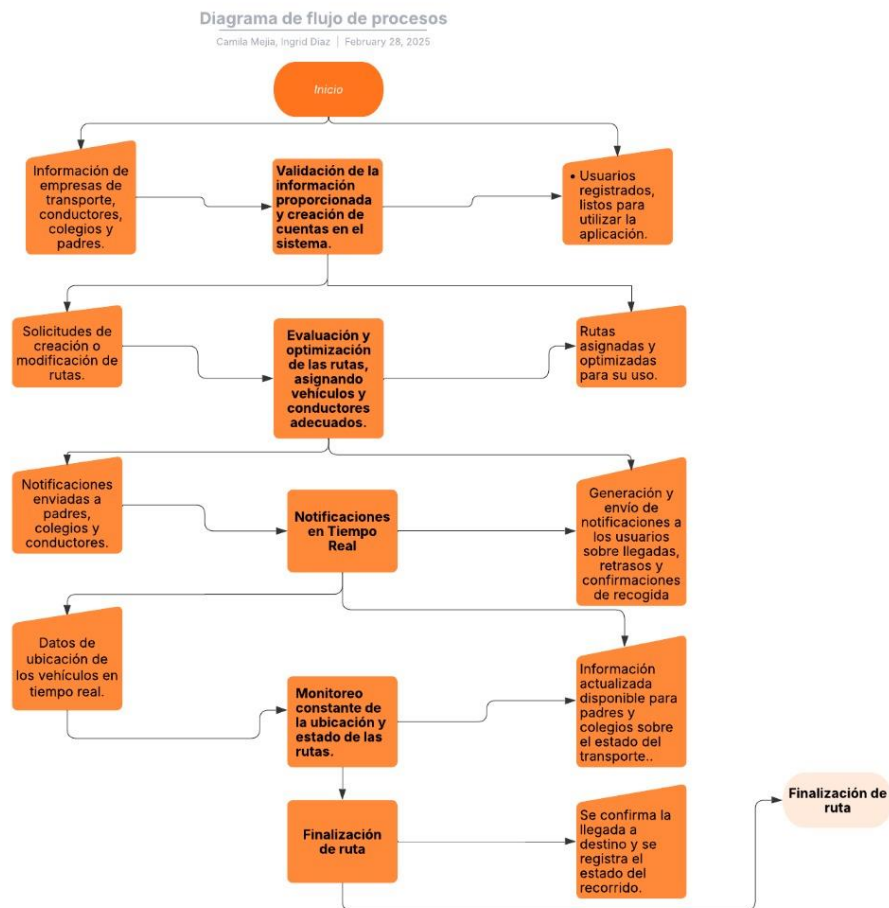 Diagrama de flujo de procesos
Camila Mejia, Ingrid Díaz | February 28, 2025
Inicio
Información de
empresas de
transporte,
conductores,
colegios y
padres.
Validación de la
información
proporcionada
y creación de
cuentas en el
sistema.
• Usuarios
registrados,
listos para
utilizar la
aplicación.
Solicitudes de
creación o
modificación de
rutas.
Evaluación y
optimización
de las rutas,
asignando
vehículos y
conductores
adecuados.
Rutas
asignadas y
optimizadas
para su uso.
Notificaciones
enviadas a
padres,
colegios y
conductores.
Notificaciones
en Tiempo
Real
Generación y
envío de
notificaciones a
los usuarios
sobre llegadas,
retrasos y
confirmaciones
de recogida
Datos de
ubicación de
los vehículos en
tiempo real.
Monitoreo
constante de
la ubicación y
estado de las
rutas.
Información
actualizada
disponible para
padres y
colegios sobre
el estado del
transporte..
Finalización
de ruta
Se confirma la
llegada a
destino y se
registra el
estado del
recorrido.
Finalización de
ruta